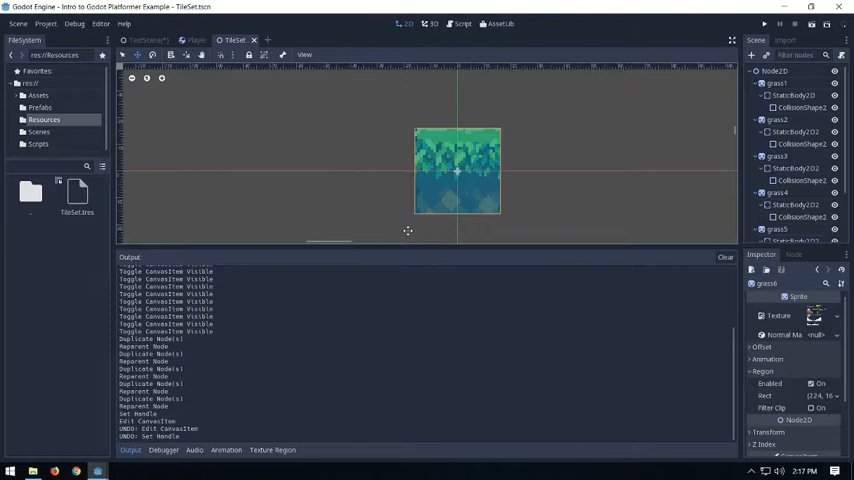 Godot Engine - Intro to Godot Platformer Example - TileSet.tscn
Scene Project Debug Editor Help
2D 3D Script AssetLib
FileSystem
TestScene(*) Player TileSet
Scene Import
res://Resources
View
Filter nodes
Favorites:
res://
Assets
Prefabs
Resources
Scenes
Scripts
Node2D
grass1
StaticBody2D
CollisionShape2
grass2
StaticBody2D2
CollisionShape2
grass3
StaticBody2D2
CollisionShape2
grass4
StaticBody2D2
CollisionShape2
grass5
StaticBody2D2
..
TileSet.tres
Output:
Clear
Toggle CanvasItem Visible
Toggle CanvasItem Visible
Toggle CanvasItem Visible
Toggle CanvasItem Visible
Toggle CanvasItem Visible
Toggle CanvasItem Visible
Toggle CanvasItem Visible
Toggle CanvasItem Visible
Toggle CanvasItem Visible
Duplicate Node(s)
Reparent Node
Duplicate Node(s)
Reparent Node
Duplicate Node(s)
Reparent Node
Duplicate Node(s)
Reparent Node
Duplicate Node(s)
Reparent Node
Set Handle
Edit CanvasItem
UNDO: Edit CanvasItem
UNDO: Set Handle
Output Debugger Audio Animation Texture Region
Inspector Node
grass6
Sprite
Texture
Normal Ma <null>
Offset
Animation
Region
Enabled On
Rect (224, 16
Filter Clip On
Node2D
Transform
Z Index
2:17 PM